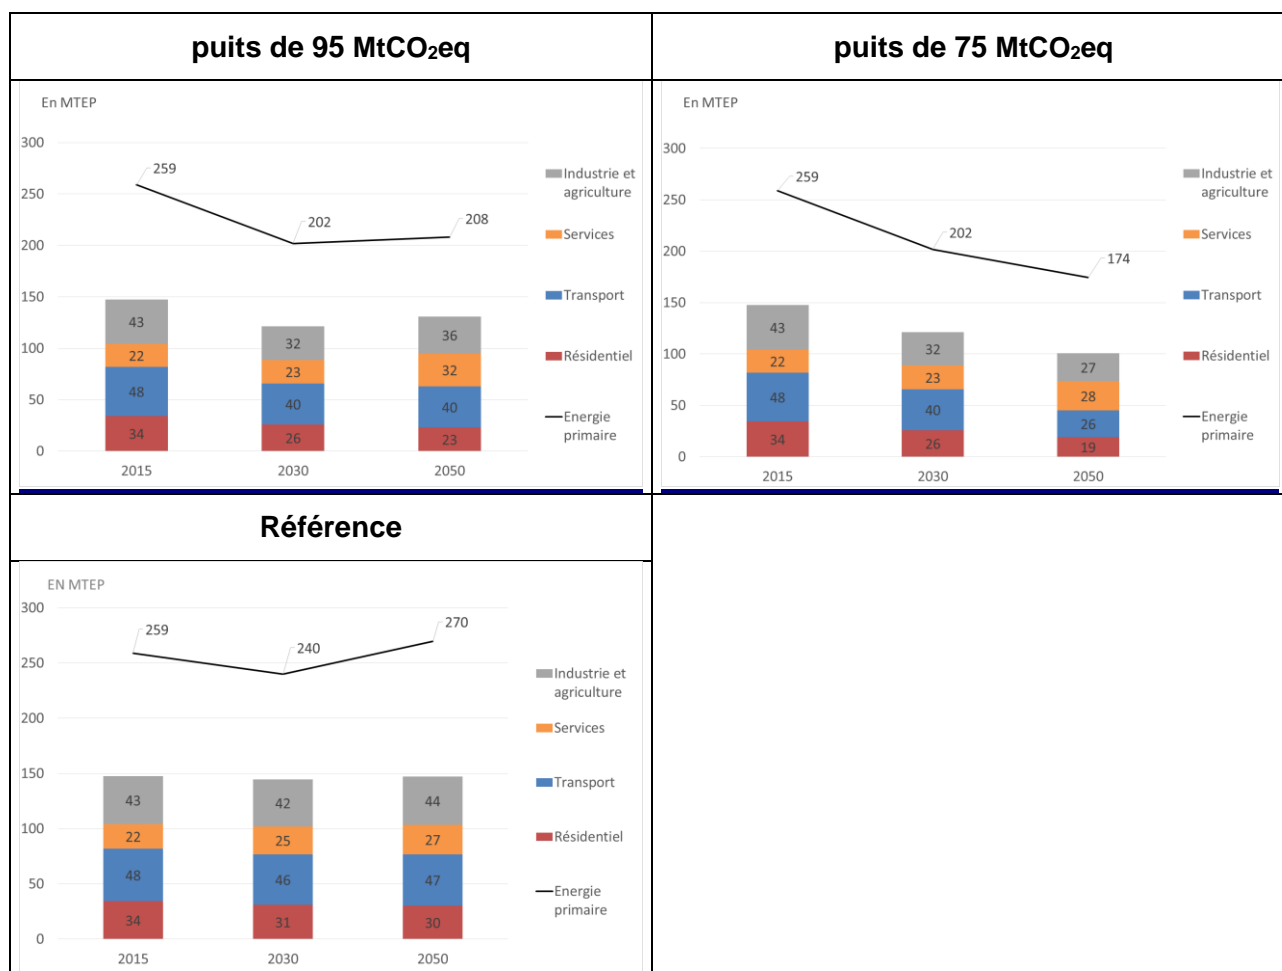 puits de 95 MtCO₂eq
En MTEP
300
250
200
150
100
50
0
259
202
208
43
22
48
34
32
23
40
26
36
32
40
23
2015
2030
2050
Industrie et
agriculture
Services
Transport
Résidentiel
Energie
primaire
puits de 75 MtCO₂eq
En MTEP
300
250
200
150
100
50
0
259
202
174
43
22
48
34
32
23
40
26
27
28
26
19
2015
2030
2050
Industrie et
agriculture
Services
Transport
Résidentiel
Energie
primaire
Référence
EN MTEP
300
250
200
150
100
50
0
259
240
270
43
22
48
34
42
25
46
31
44
27
47
30
2015
2030
2050
Industrie et
agriculture
Services
Transport
Résidentiel
Energie
primaire